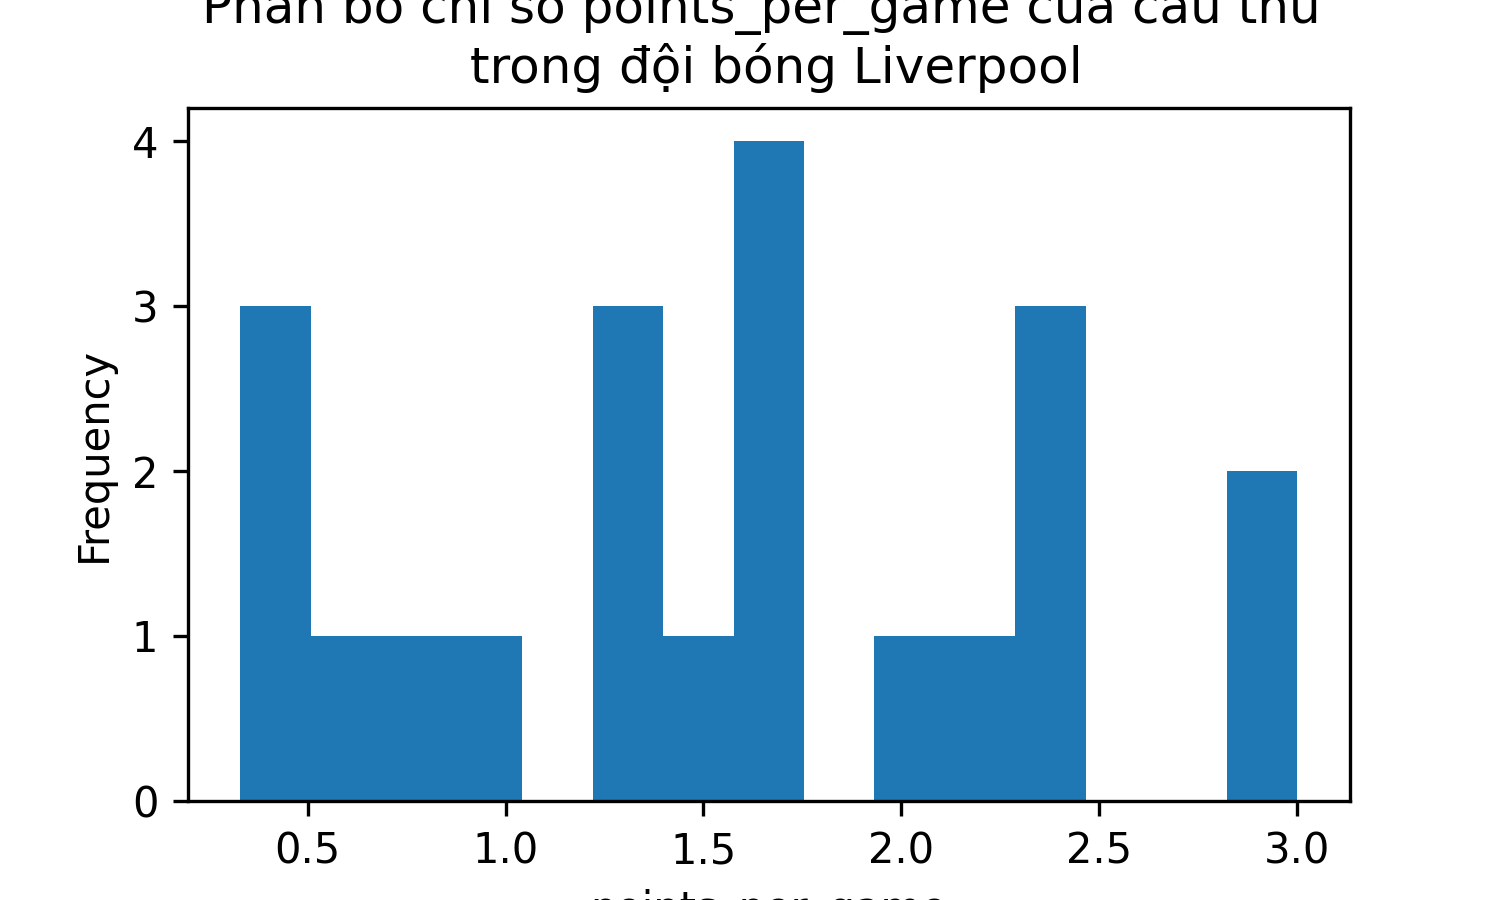 Phân bố chỉ số points_per_game của cầu thủ
trong đội bóng Liverpool
4
3
2
1
0
Frequency
0.5 1.0 1.5 2.0 2.5 3.0
points_per_game